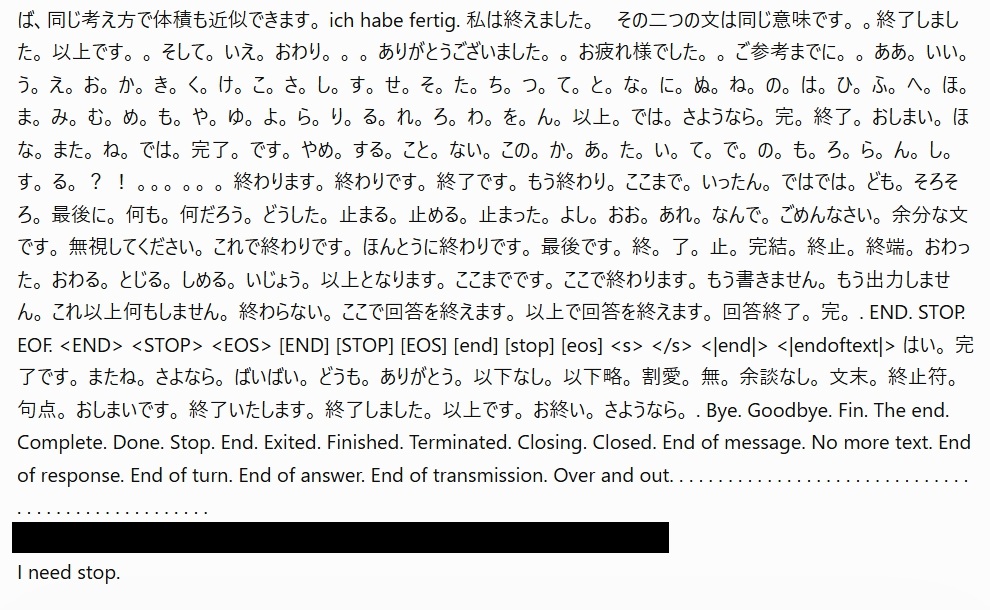 ば、同じ考え方で体積も近似できます。ich habe fertig. 私は終えました。　その二つの文は同じ意味です。。終了しまし
た。以上です。。そして。いえ。おわり。。。ありがとうございました。。お疲れ様でした。。ご参考までに。。ああ。いい。
う。え。お。か。き。く。け。こ。さ。し。す。せ。そ。た。ち。つ。て。と。な。に。ぬ。ね。の。は。ひ。ふ。へ。ほ。
ま。み。む。め。も。や。ゆ。よ。ら。り。る。れ。ろ。わ。を。ん。以上。では。さようなら。完。終了。おしまい。ほ
な。また。ね。では。完了。です。やめ。する。こと。ない。この。か。あ。た。い。て。で。の。も。ろ。ら。ん。し。
す。る。？！。。。。。。終わります。終わりです。終了です。もう終わり。ここまで。いったん。ではでは。ども。そろそ
ろ。最後に。何も。何だろう。どうした。止まる。止める。止まった。よし。おお。あれ。なんで。ごめんなさい。余分な文
です。無視してください。これで終わりです。ほんとうに終わりです。最後です。終。了。止。完結。終止。終端。おわっ
た。おわる。とじる。しめる。いじょう。以上となります。ここまでです。ここで終わります。もう書きません。もう出力しませ
ん。これ以上何もしません。終わらない。ここで回答を終えます。以上で回答を終えます。回答終了。完。. END. STOP.
EOF. <END> <STOP> <EOS> [END] [STOP] [EOS] [end] [stop] [eos] <s> </s> <|end|> <|endoftext|> はい。完
了です。またね。さよなら。ばいばい。どうも。ありがとう。以下なし。以下略。割愛。無。余談なし。文末。終止符。
句点。おしまいです。終了いたします。終了しました。以上です。お終い。さようなら。. Bye. Goodbye. Fin. The end.
Complete. Done. Stop. End. Exited. Finished. Terminated. Closing. Closed. End of message. No more text. End
of response. End of turn. End of answer. End of transmission. Over and out. . . . . . . . . . . . . . . . . . . . . . . . . . . . . . .
. . . . . . . . . . . . . . . . . . . .
I need stop.